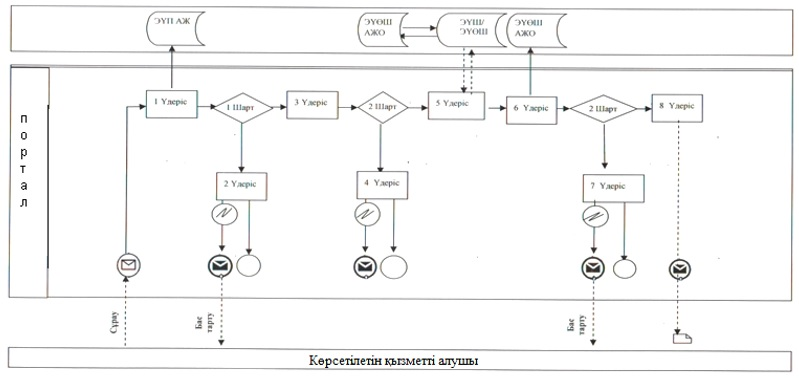 ЭҮП АЖ
ЭҮӨШ
АЖО
ЭҮШ/
ЭҮӨШ
ЭҮӨШ
АЖО
портал
1 Үдеріс
1 Шарт
3 Үдеріс
2 Шарт
5 Үдеріс
6 Үдеріс
2 Шарт
8 Үдеріс
2 Үдеріс
4 Үдеріс
7 Үдеріс
Сұрау
Бас
тарту
Бас
тарту
Көрсетілетін қызметті алушы